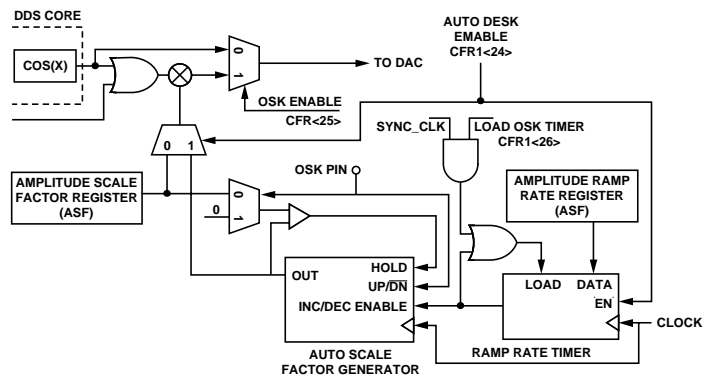 DDS CORE
COS(X)
0
1
TO DAC
OSK ENABLE
CFR<25>
AUTO DESK
EMABLE
CFR1<24>
0 1
SYNC_CLK
LOAD OSK TIMER
CFR1<26>
AMPLITUDE SCALE
FACTOR REGISTER
(ASF)
0
0
1
OSK PIN
AMPLITUDE RAMP
RATE REGISTER
(ASF)
OUT
HOLD
UP/DN
INC/DEC ENABLE
AUTO SCALE
FACTOR GENERATOR
LOAD DATA
EN
CLOCK
RAMP RATE TIMER